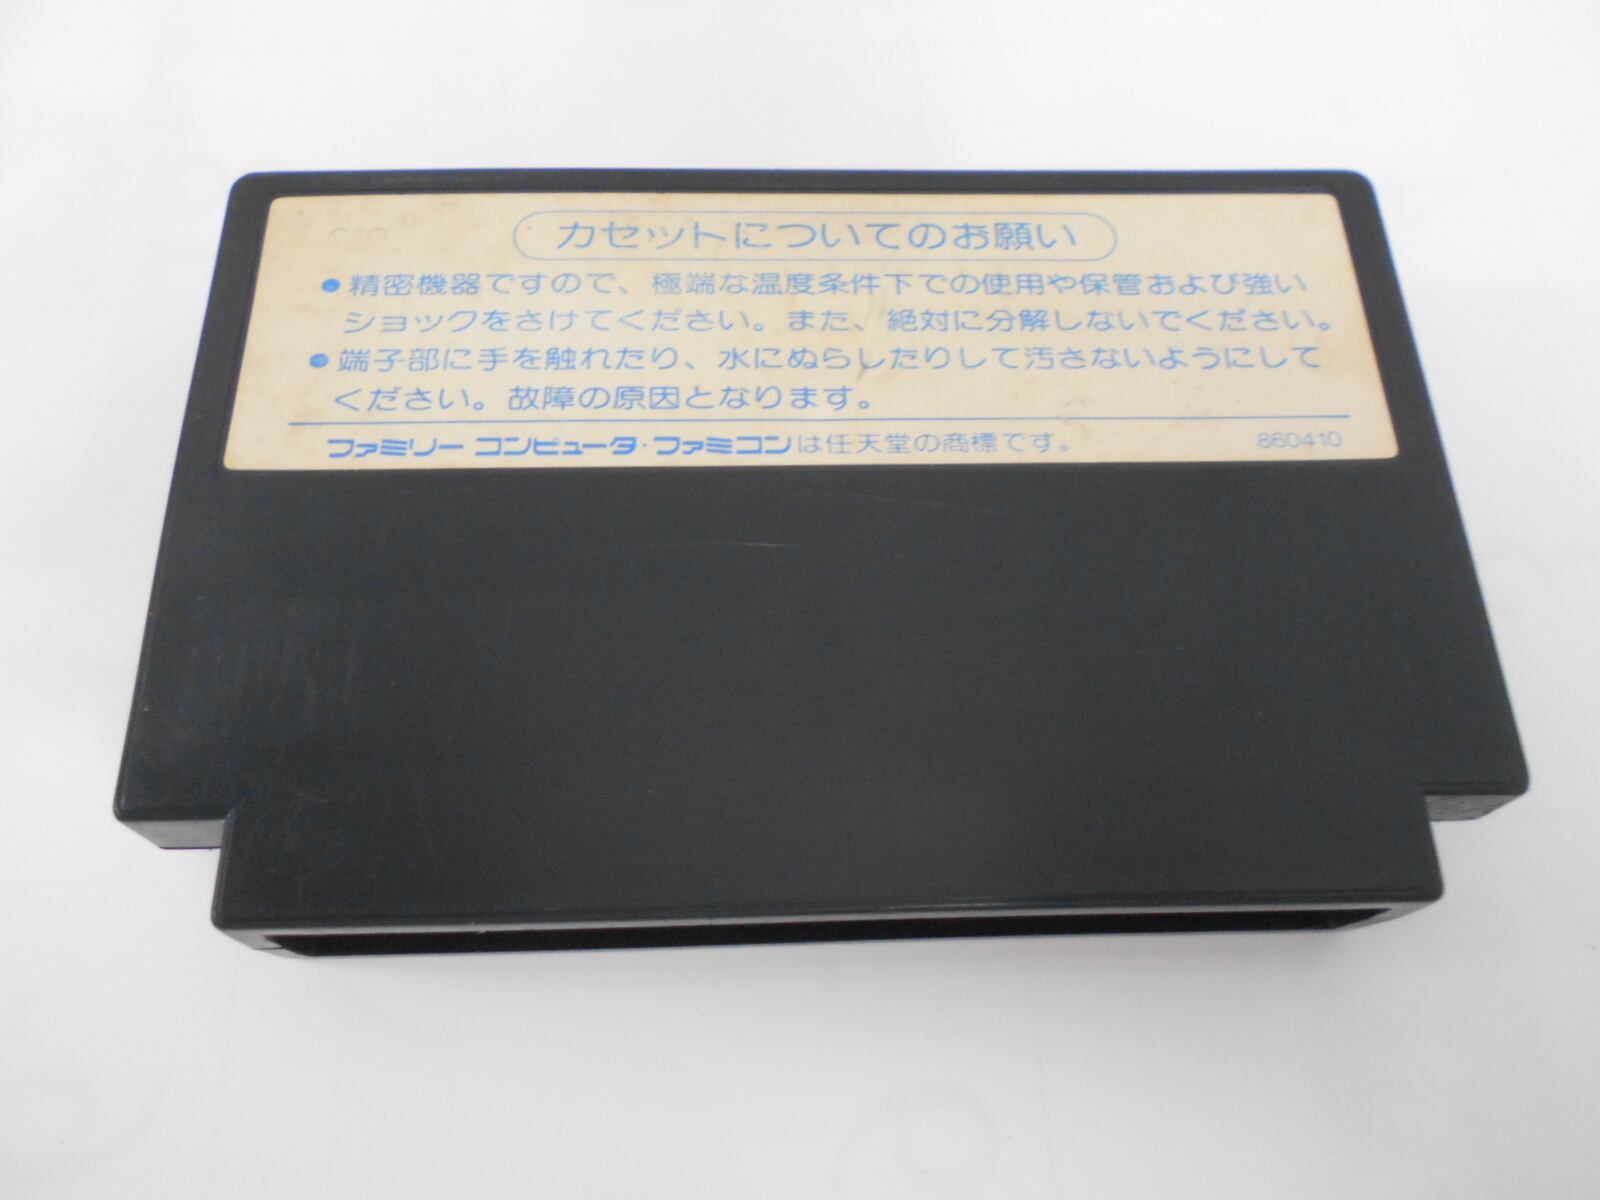 カセットについてのお願い
●精密機器ですので、極端な温度条件下での使用や保管および強い
ショックをさけてください。また、絶対に分解しないでください。
●端子部に手を触れたり、水にぬらしたりして汚さないようにして
ください。故障の原因となります。
ファミリー コンピュータ・ファミコンは任天堂の商標です。 860410